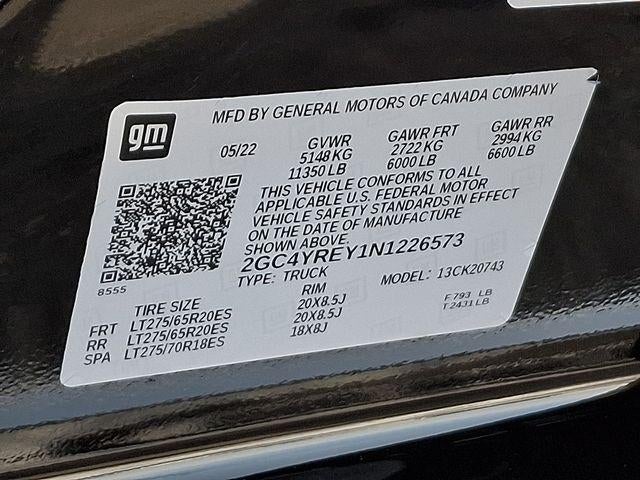 gm
MFD BY GENERAL MOTORS OF CANADA COMPANY
05/22 GVWR GAWR FRT GAWR RR
5148 KG 2722 KG 2994 KG
11350 LB 6000 LB 6600 LB
THIS VEHICLE CONFORMS TO ALL
APPLICABLE U.S. FEDERAL MOTOR
VEHICLE SAFETY STANDARDS IN EFFECT
ON THE DATE OF MANUFACTURE
SHOWN ABOVE.
2GC4YREY1N1226573
8555
TYPE: TRUCK MODEL: 13CK20743
TIRE SIZE RIM
FRT LT275/65R20ES 20X8.5J F:793 LB
RR LT275/65R20ES 20X8.5J T:2431 LB
SPA LT275/70R18ES 18X8J